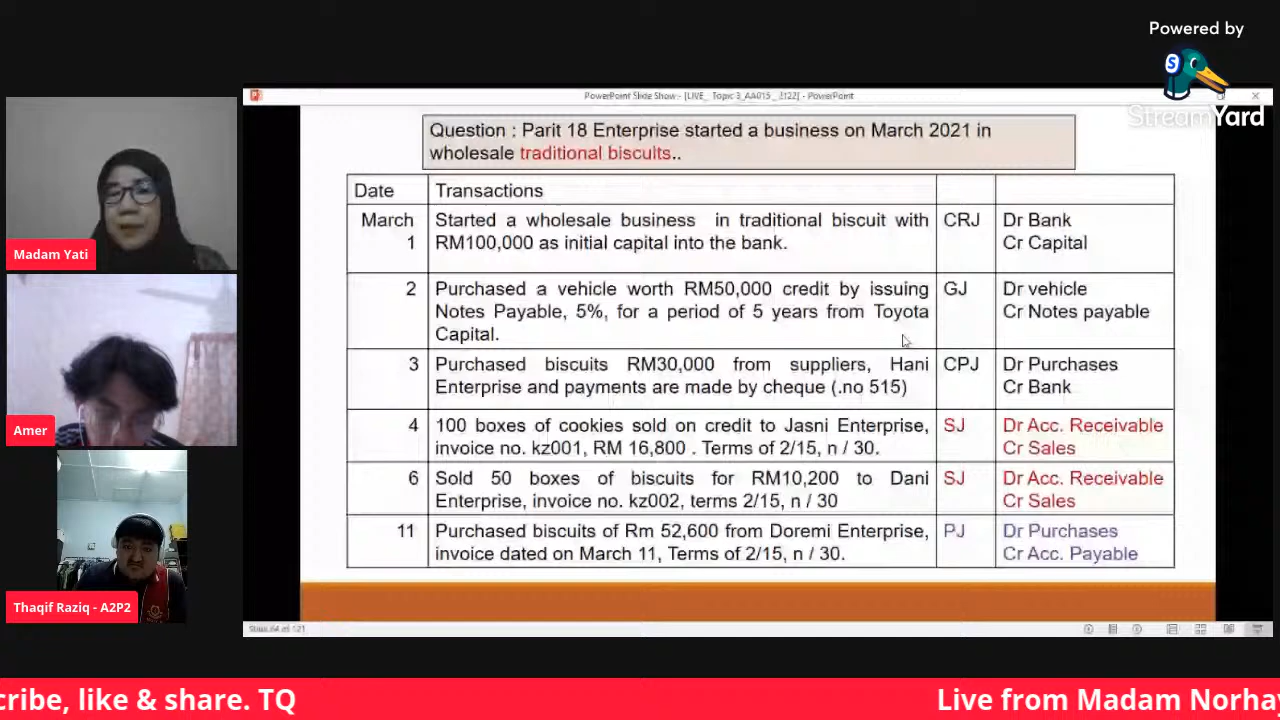 Powered by
StreamYard
PowerPoint Slide Show - [LIVE_ Topic 3_AA015 _ 2122] - PowerPoint
Question : Parit 18 Enterprise started a business on March 2021 in
wholesale traditional biscuits..
Date Transactions
March Started a wholesale business in traditional biscuit with CRJ Dr Bank
1 RM100,000 as initial capital into the bank. Cr Capital
2 Purchased a vehicle worth RM50,000 credit by issuing GJ Dr vehicle
Notes Payable, 5%, for a period of 5 years from Toyota Cr Notes payable
Capital.
3 Purchased biscuits RM30,000 from suppliers, Hani CPJ Dr Purchases
Enterprise and payments are made by cheque (.no 515) Cr Bank
4 100 boxes of cookies sold on credit to Jasni Enterprise, SJ Dr Acc. Receivable
invoice no. kz001, RM 16,800 . Terms of 2/15, n / 30. Cr Sales
6 Sold 50 boxes of biscuits for RM10,200 to Dani SJ Dr Acc. Receivable
Enterprise, invoice no. kz002, terms 2/15, n / 30 Cr Sales
11 Purchased biscuits of Rm 52,600 from Doremi Enterprise, PJ Dr Purchases
invoice dated on March 11, Terms of 2/15, n / 30. Cr Acc. Payable
Madam Yati
Amer
Thaqif Raziq - A2P2
cribe, like & share. TQ
Live from Madam Norhay